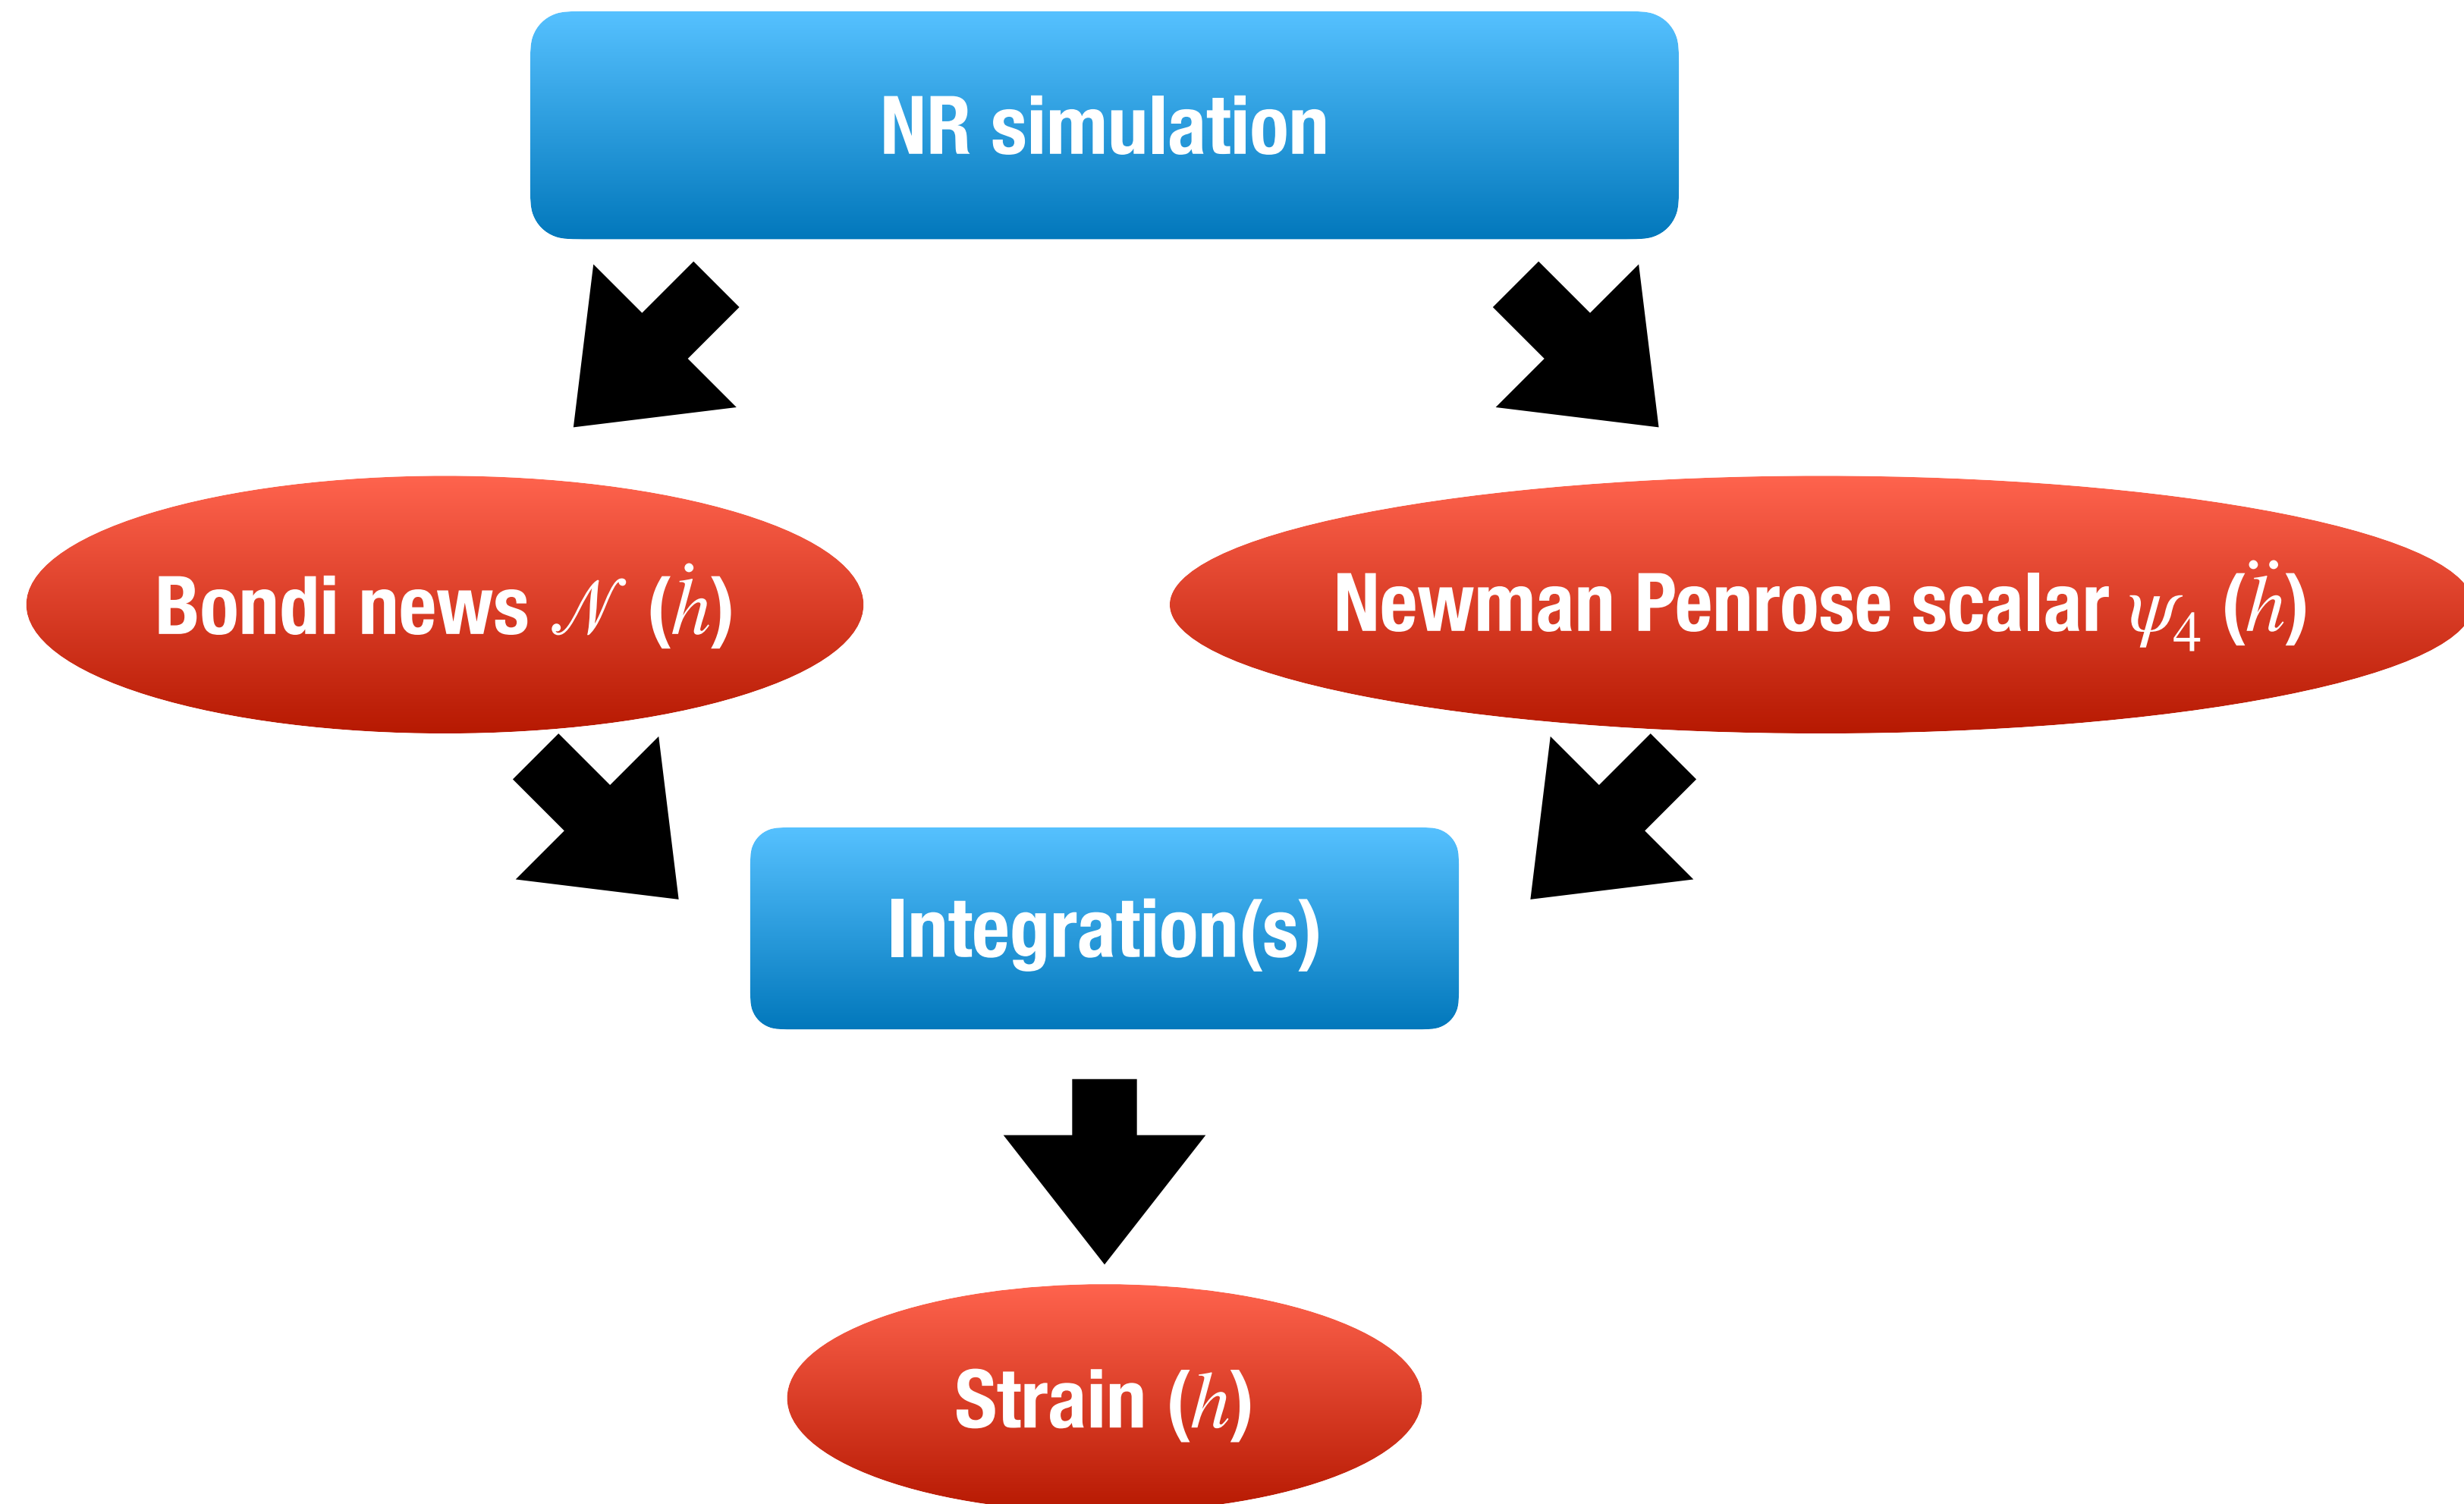 NR simulation
Bondi news 𝒩 (ḣ)
Newman Penrose scalar ψ₄ (ḧ)
Integration(s)
Strain (h)